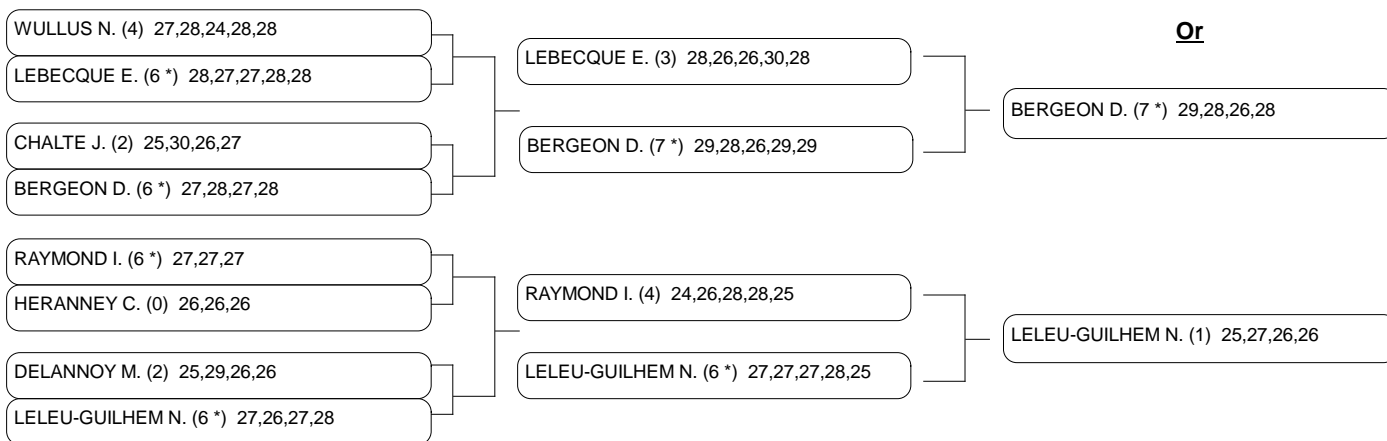 WULLUS N. (4) 27,28,24,28,28
LEBECQUE E. (6 *) 28,27,27,28,28
CHALTE J. (2) 25,30,26,27
BERGEON D. (6 *) 27,28,27,28
RAYMOND I. (6 *) 27,27,27
HERANNEY C. (0) 26,26,26
DELANNOY M. (2) 25,29,26,26
LELEU-GUILHEM N. (6 *) 27,26,27,28
LEBECQUE E. (3) 28,26,26,30,28
BERGEON D. (7 *) 29,28,26,29,29
RAYMOND I. (4) 24,26,28,28,25
LELEU-GUILHEM N. (6 *) 27,27,27,28,25
Or
BERGEON D. (7 *) 29,28,26,28
LELEU-GUILHEM N. (1) 25,27,26,26